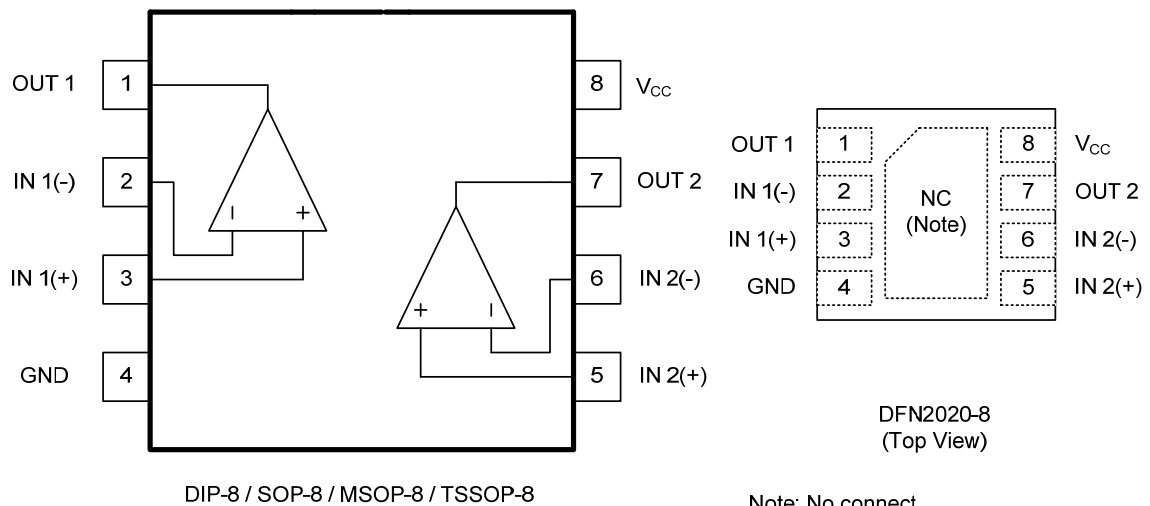 OUT 1
1
8
V_CC
IN 1(-)
2
7
OUT 2
IN 1(+)
3
6
IN 2(-)
GND
4
5
IN 2(+)
DIP-8 / SOP-8 / MSOP-8 / TSSOP-8
OUT 1
1
8
V_CC
IN 1(-)
2
7
OUT 2
IN 1(+)
3
6
IN 2(-)
GND
4
5
IN 2(+)
NC
(Note)
DFN2020-8
(Top View)
Note: No connect